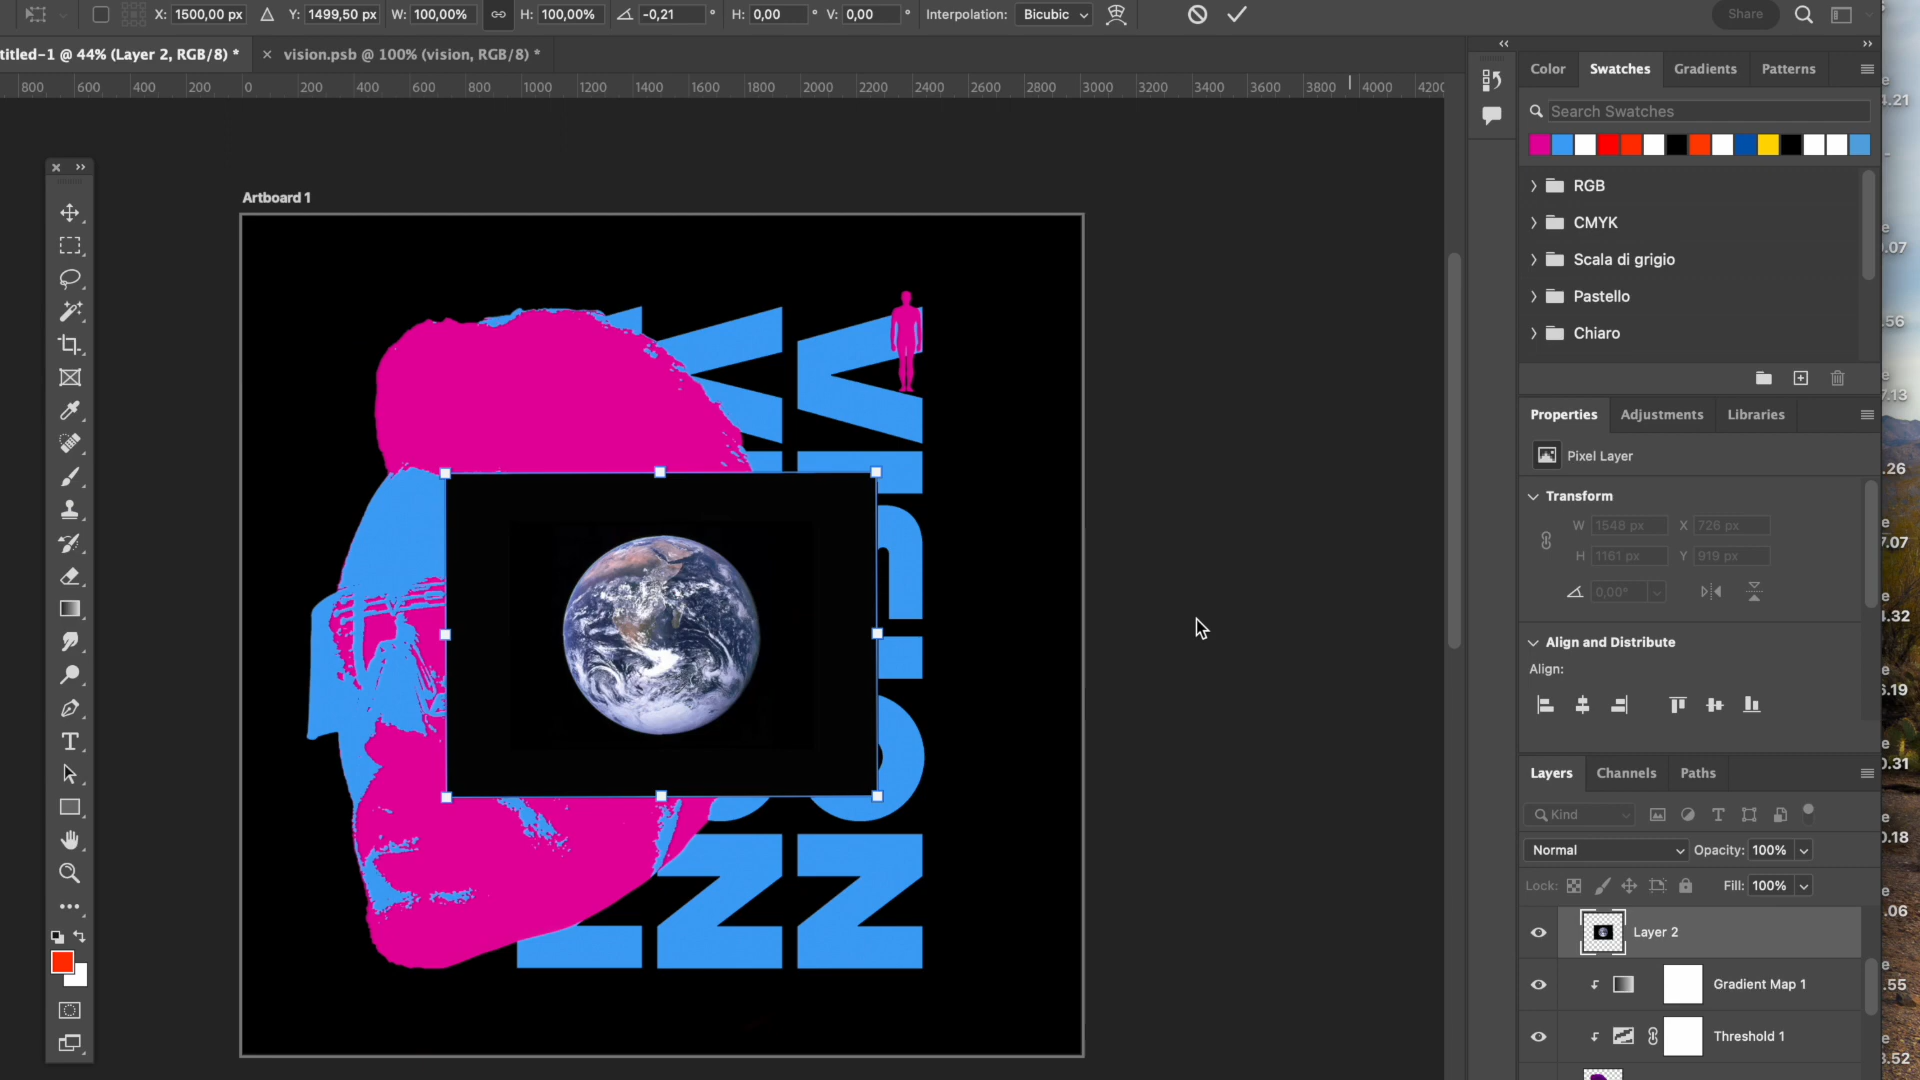 X: 1500,00 px Y: 1499,50 px W: 100,00% H: 100,00% -0,21 ° H: 0,00 ° V: 0,00 ° Interpolation: Bicubic Share
titled-1 @ 44% (Layer 2, RGB/8) * × vision.psb @ 100% (vision, RGB/8) *
800 600 400 200 0 200 400 600 800 1000 1200 1400 1600 1800 2000 2200 2400 2600 2800 3000 3200 3400 3600 3800 4000 4200
Color Swatches Gradients Patterns
Search Swatches
RGB
CMYK
Scala di grigio
Pastello
Chiaro
Artboard 1
Properties Adjustments Libraries
Pixel Layer
Transform
W 1548 px X 726 px
H 1161 px Y 919 px
0,00°
Align and Distribute
Align:
Layers Channels Paths
Kind
Normal Opacity: 100%
Lock: Fill: 100%
Layer 2
Gradient Map 1
Threshold 1